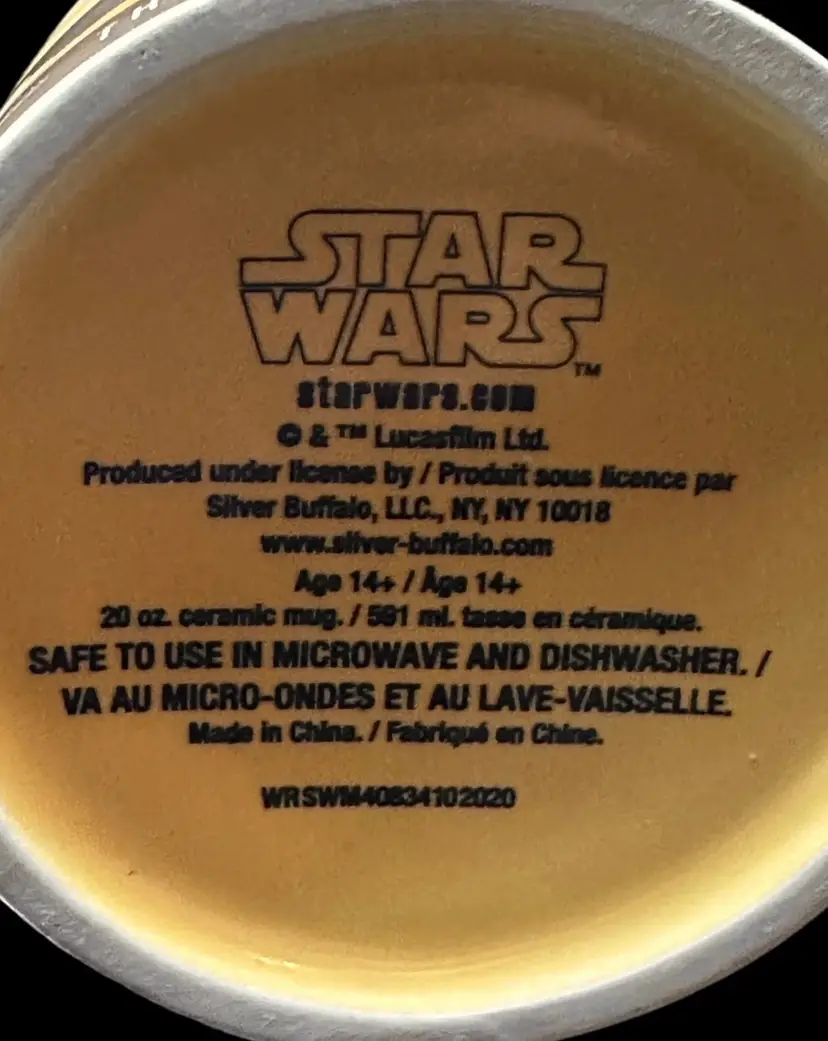 TH
STAR
WARS™
starwars.com
© & ™ Lucasfilm Ltd.
Produced under license by / Produit sous licence par
Silver Buffalo, LLC., NY, NY 10018
www.silver-buffalo.com
Age 14+ / Âge 14+
20 oz. ceramic mug. / 591 ml. tasse en céramique.
SAFE TO USE IN MICROWAVE AND DISHWASHER. /
VA AU MICRO-ONDES ET AU LAVE-VAISSELLE.
Made in China. / Fabriqué en Chine.
WRSWM40834102020